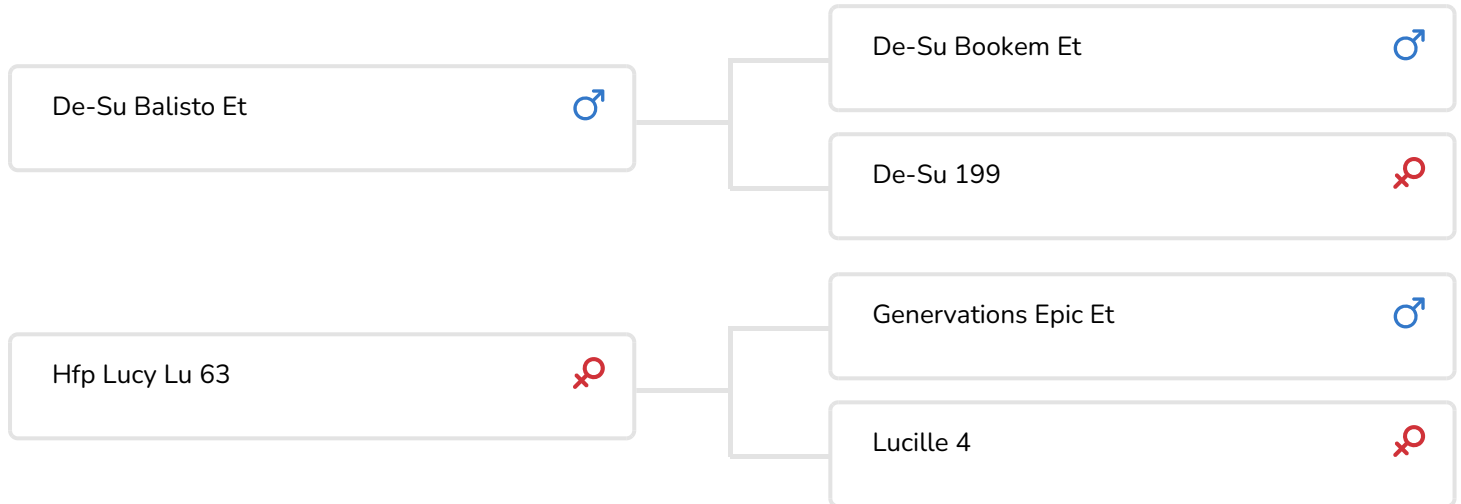 De-Su Bookem Et
De-Su Balisto Et
De-Su 199
Genervations Epic Et
Hfp Lucy Lu 63
Lucille 4